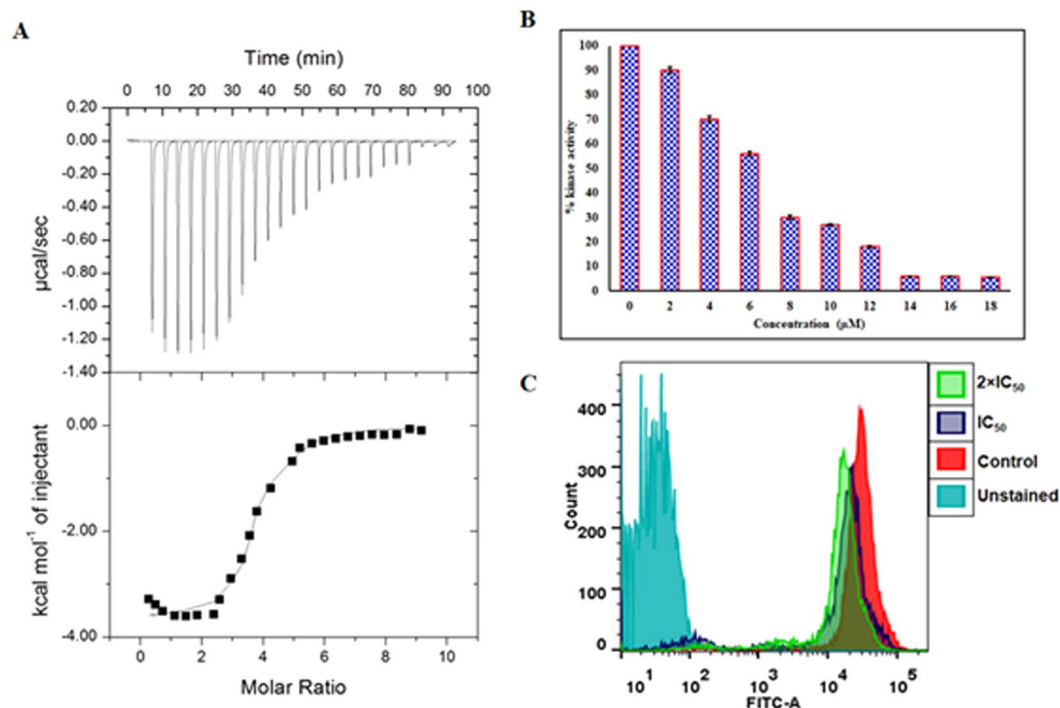 A
Time (min)
0 10 20 30 40 50 60 70 80 90 100
0.20
0.00
-0.20
-0.40
-0.60
-0.80
-1.00
-1.20
-1.40
µcal/sec
0.00
-2.00
-4.00
kcal mol⁻¹ of injectant
0 2 4 6 8 10
Molar Ratio
B
100
90
80
70
60
50
40
30
20
10
0
% kinase activity
0 2 4 6 8 10 12 14 16 18
Concentration (µM)
C
400
300
200
100
0
Count
10¹ 10² 10³ 10⁴ 10⁵
FITC-A
2×IC₅₀
IC₅₀
Control
Unstained